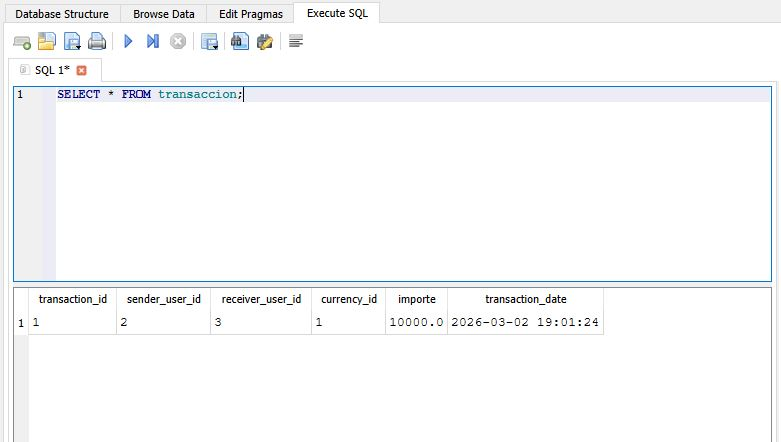 Database Structure Browse Data Edit Pragmas Execute SQL
SQL 1*
1 SELECT * FROM transaccion;
transaction_id sender_user_id receiver_user_id currency_id importe transaction_date
1 1 2 3 1 10000.0 2026-03-02 19:01:24